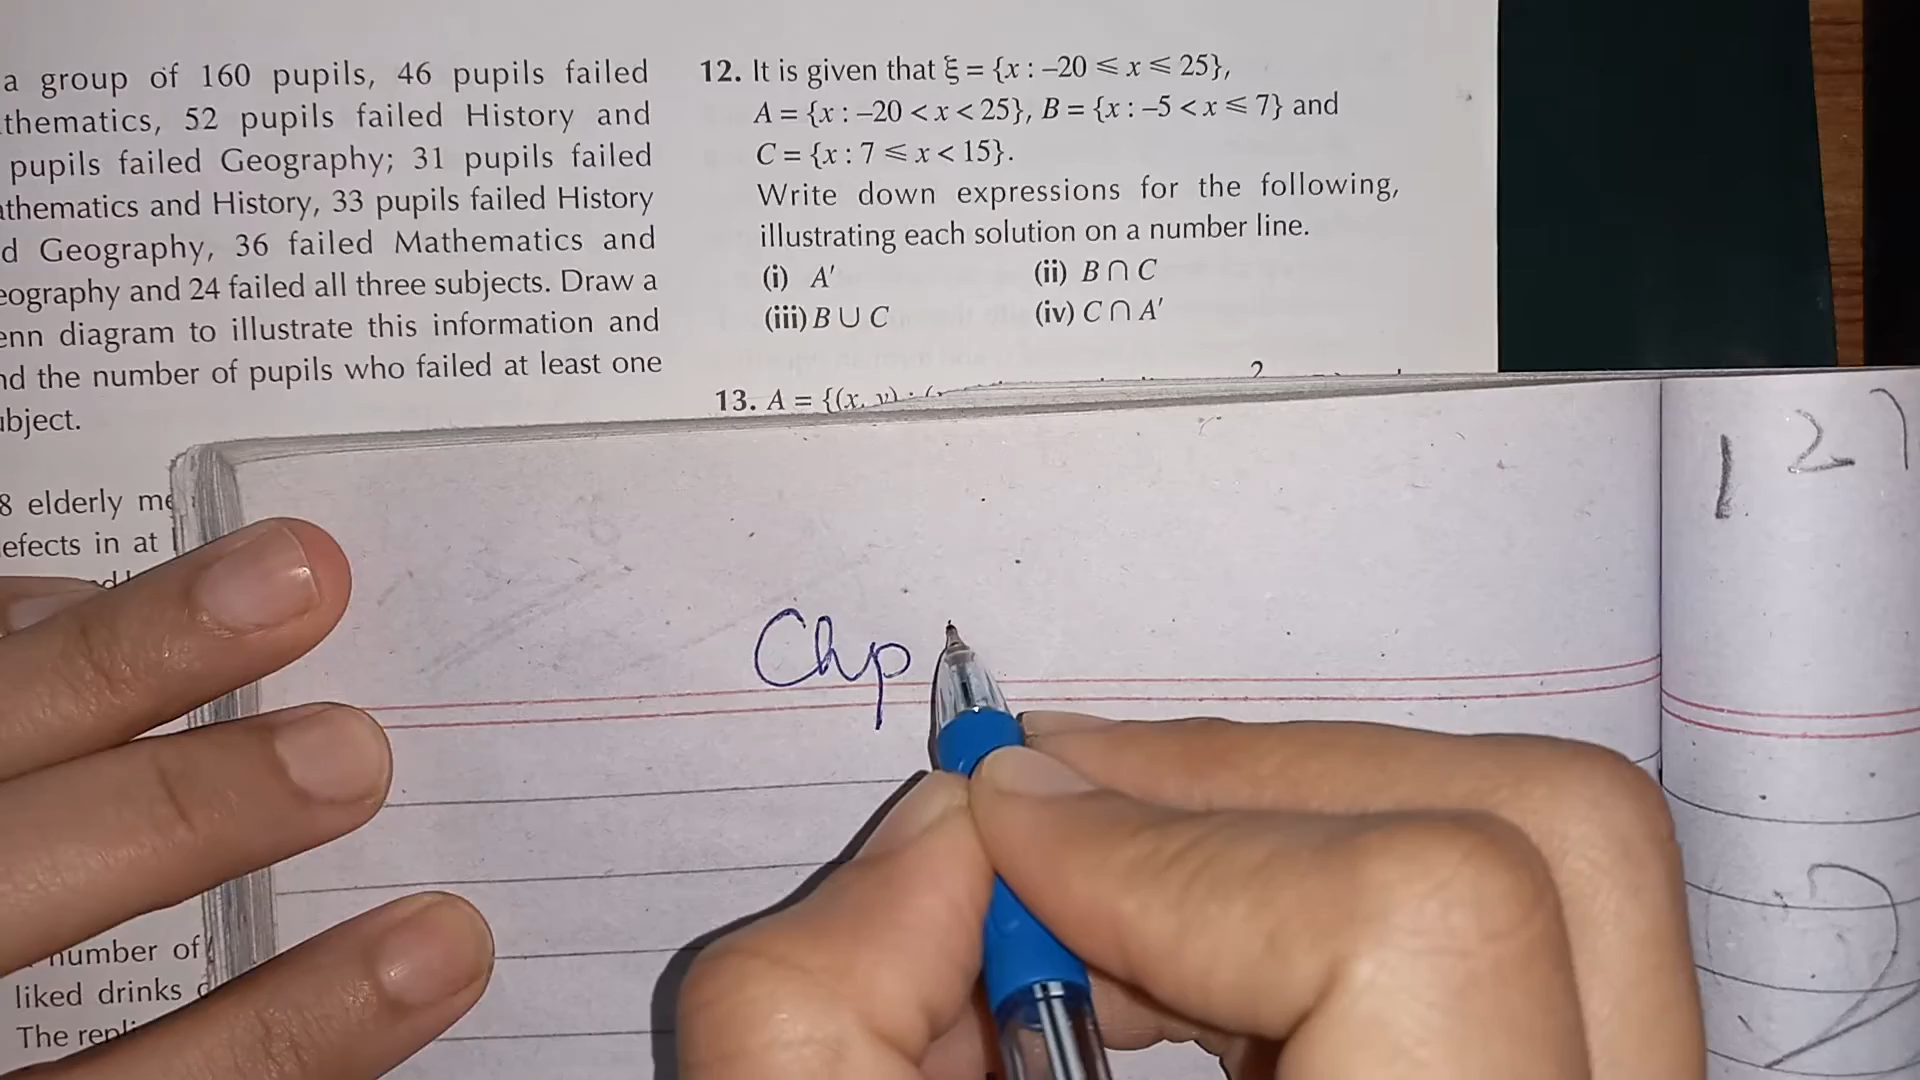 a group of 160 pupils, 46 pupils failed
thematics, 52 pupils failed History and
pupils failed Geography; 31 pupils failed
athematics and History, 33 pupils failed History
d Geography, 36 failed Mathematics and
eography and 24 failed all three subjects. Draw a
enn diagram to illustrate this information and
nd the number of pupils who failed at least one
ubject.
8 elderly me
efects in at
number of
liked drinks
The repli
12. It is given that ξ = {x : –20 ⩽ x ⩽ 25},
A = {x : –20 < x < 25}, B = {x : –5 < x ⩽ 7} and
C = {x : 7 ⩽ x < 15}.
Write down expressions for the following,
illustrating each solution on a number line.
(i) A′ (ii) B ∩ C
(iii) B ∪ C (iv) C ∩ A′
13. A = {(x, y) :
Chp
1 2